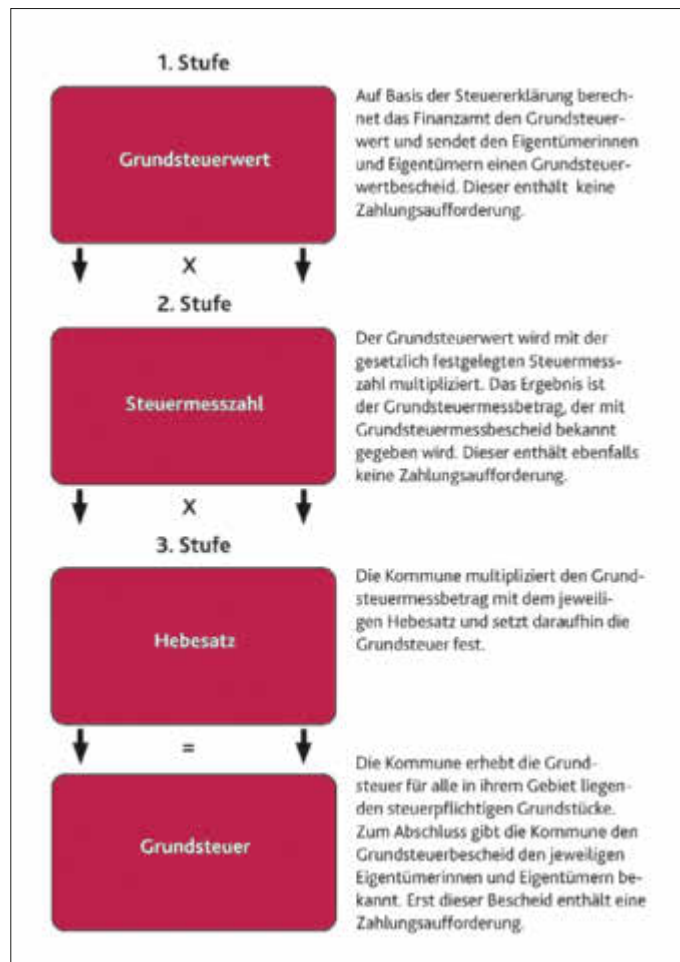 1. Stufe
Grundsteuerwert
Auf Basis der Steuererklärung berech-
net das Finanzamt den Grundsteuer-
wert und sendet den Eigentümerinnen
und Eigentümern einen Grundsteuer-
wertbescheid. Dieser enthält keine
Zahlungsaufforderung.
X
2. Stufe
Steuermesszahl
Der Grundsteuerwert wird mit der
gesetzlich festgelegten Steuermess-
zahl multipliziert. Das Ergebnis ist
der Grundsteuermessbetrag, der mit
Grundsteuermessbescheid bekannt
gegeben wird. Dieser enthält ebenfalls
keine Zahlungsaufforderung.
X
3. Stufe
Hebesatz
Die Kommune multipliziert den Grund-
steuermessbetrag mit dem jeweili-
gen Hebesatz und setzt daraufhin die
Grundsteuer fest.
=
Grundsteuer
Die Kommune erhebt die Grund-
steuer für alle in ihrem Gebiet liegen-
den steuerpflichtigen Grundstücke.
Zum Abschluss gibt die Kommune den
Grundsteuerbescheid den jeweiligen
Eigentümerinnen und Eigentümern be-
kannt. Erst dieser Bescheid enthält eine
Zahlungsaufforderung.